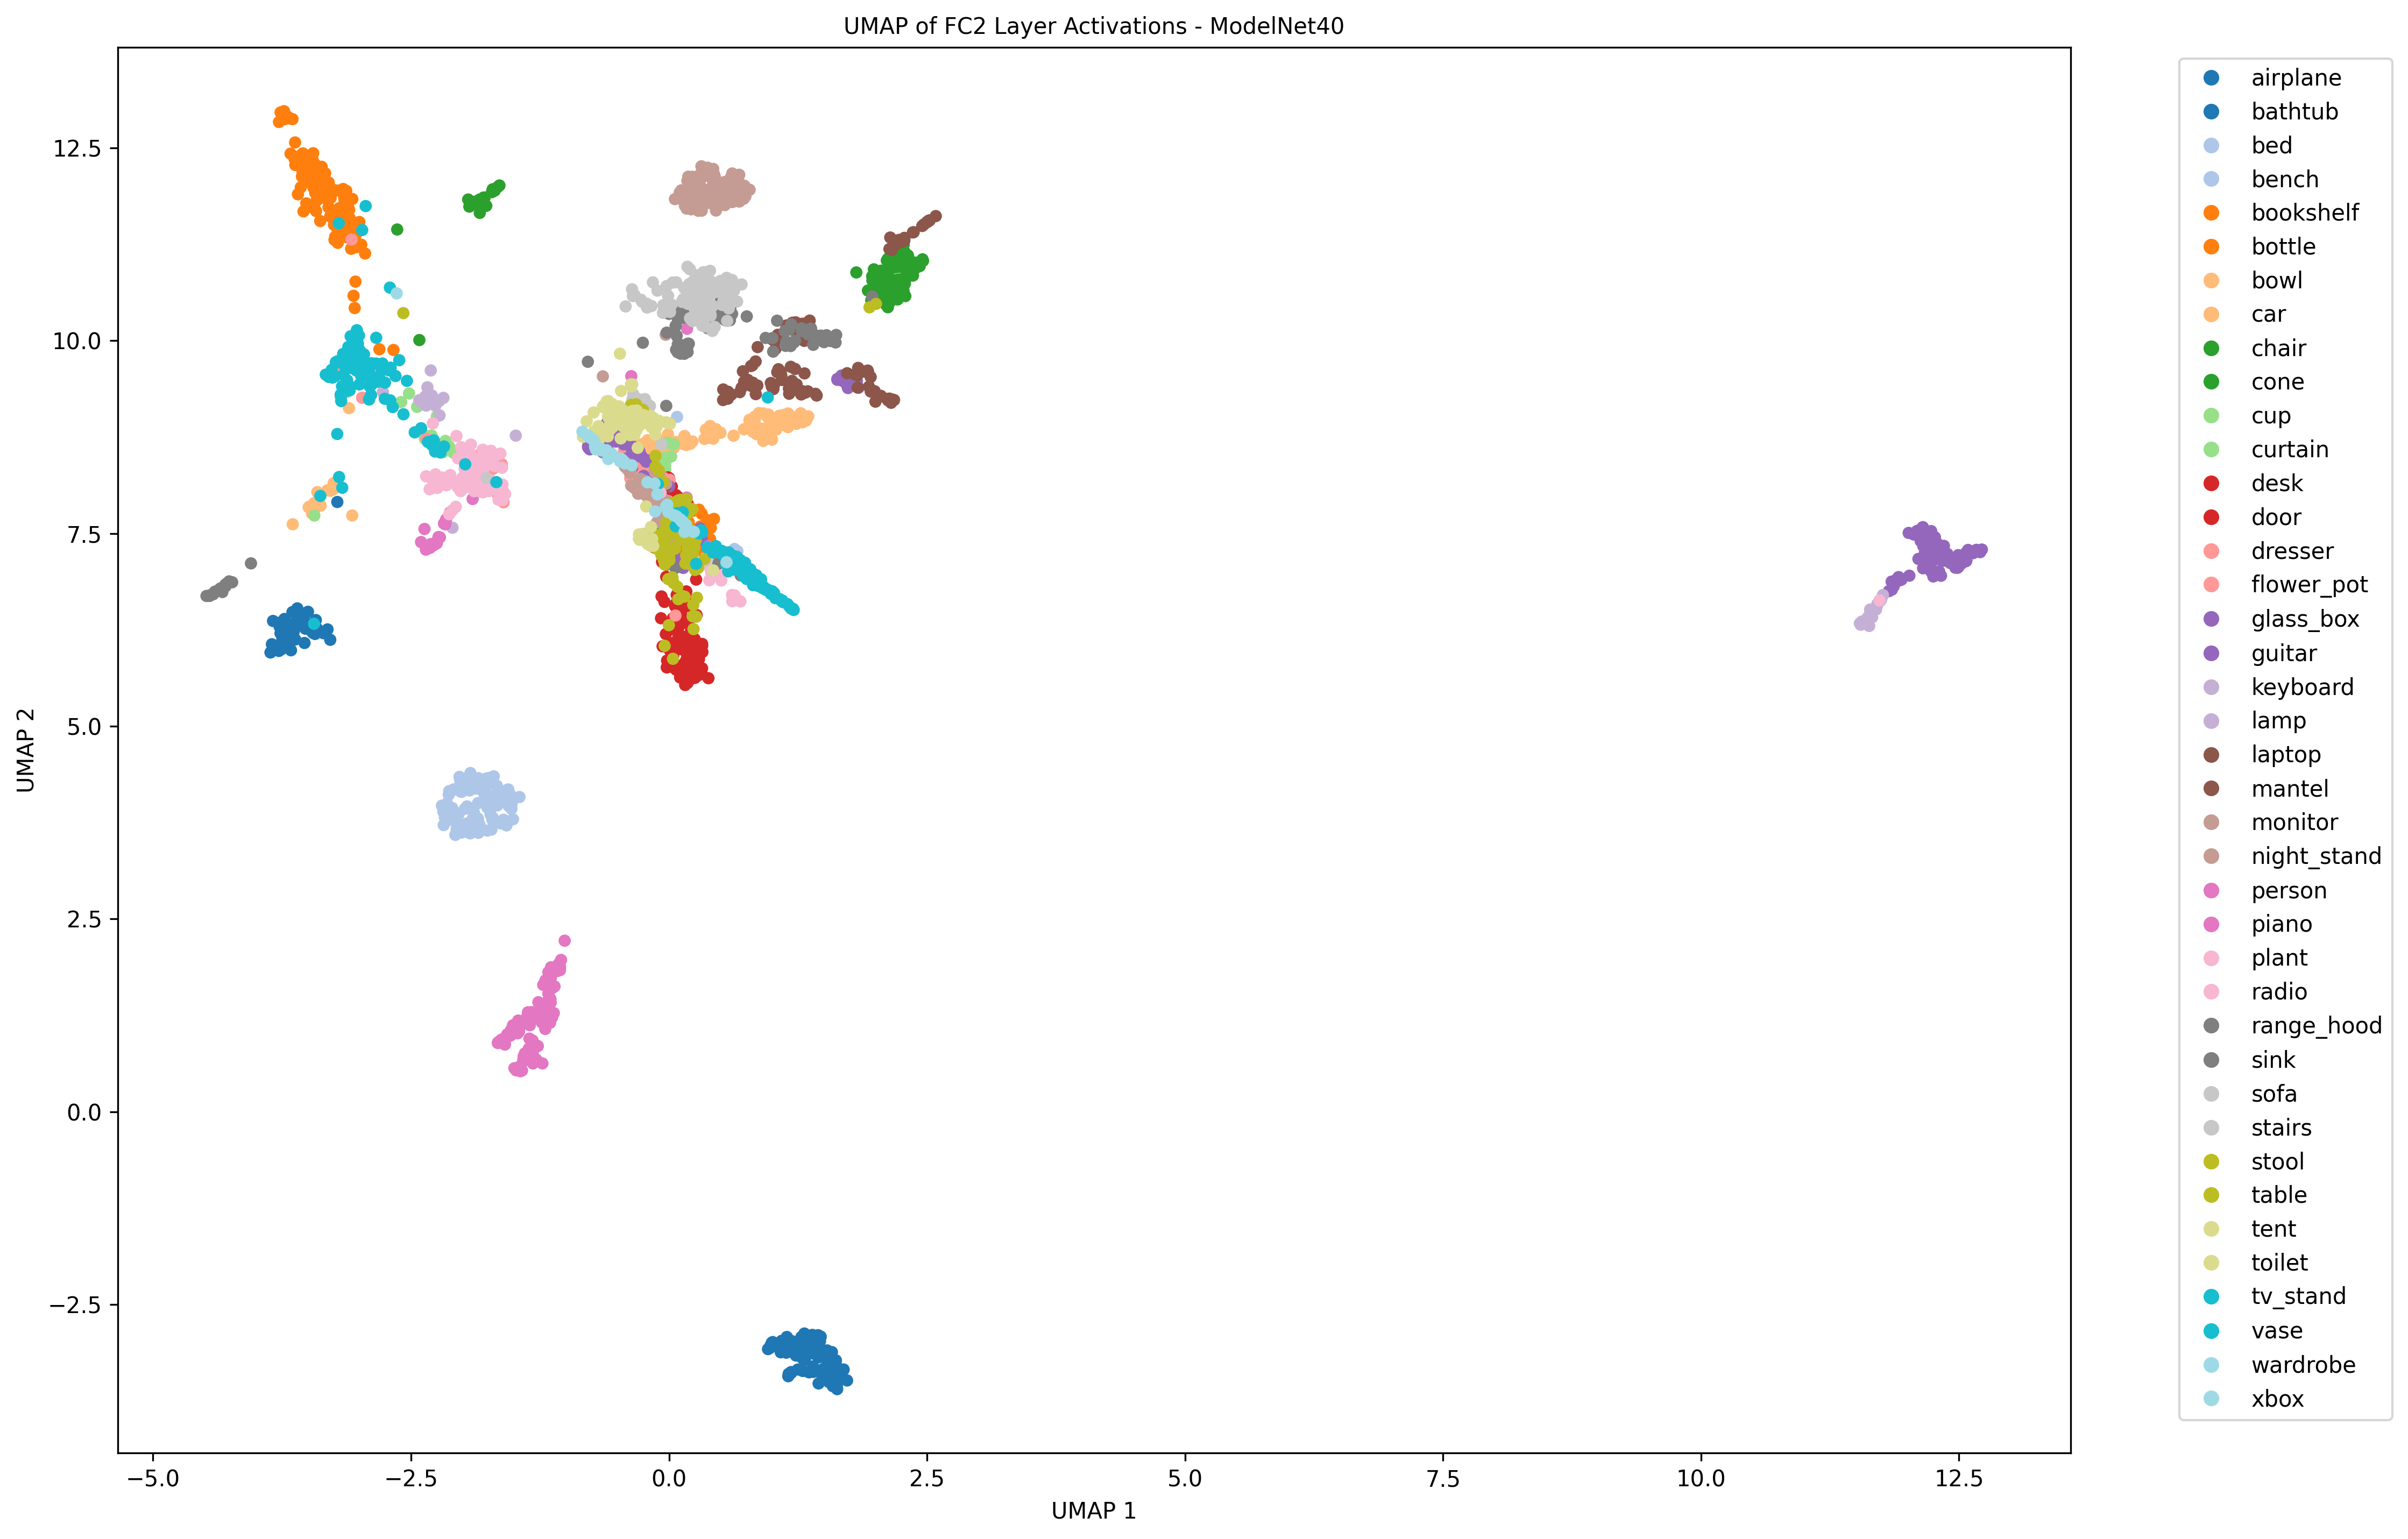 UMAP of FC2 Layer Activations - ModelNet40
12.5
10.0
7.5
5.0
2.5
0.0
−2.5
UMAP 2
−5.0
−2.5
0.0
2.5
5.0
7.5
10.0
12.5
UMAP 1
airplane
bathtub
bed
bench
bookshelf
bottle
bowl
car
chair
cone
cup
curtain
desk
door
dresser
flower_pot
glass_box
guitar
keyboard
lamp
laptop
mantel
monitor
night_stand
person
piano
plant
radio
range_hood
sink
sofa
stairs
stool
table
tent
toilet
tv_stand
vase
wardrobe
xbox